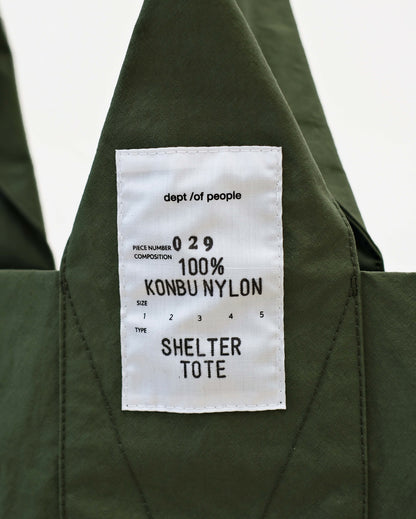 dept /of people
PIECE NUMBER 029
COMPOSITION 100%
KONBU NYLON
SIZE
1 2 3 4 5
TYPE
SHELTER
TOTE